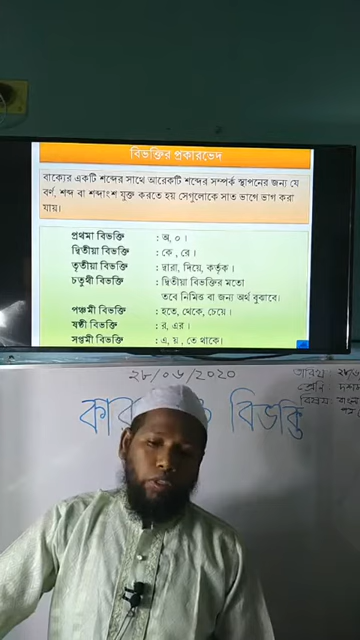 বিভক্তির প্রকারভেদ
বাক্যের একটি শব্দের সাথে আরেকটি শব্দের সম্পর্ক স্থাপনের জন্য যে
বর্ণ, শব্দ বা শব্দাংশ যুক্ত করতে হয় সেগুলোকে সাত ভাগে ভাগ করা
যায়।
প্রথমা বিভক্তি : অ, ০ ।
দ্বিতীয়া বিভক্তি : কে , রে ।
তৃতীয়া বিভক্তি : দ্বারা, দিয়ে, কর্তৃক ।
চতুর্থী বিভক্তি : দ্বিতীয়া বিভক্তির মতো
তবে নিমিত্ত বা জন্য অর্থ বুঝাবে।
পঞ্চমী বিভক্তি : হতে, থেকে, চেয়ে ।
ষষ্ঠী বিভক্তি : র, এর ।
সপ্তমী বিভক্তি : এ, য় , তে থাকে।
২৮/০৬/২০২০
তারিখ :
শ্রেণি :
বিষয় :
বিভক্তি